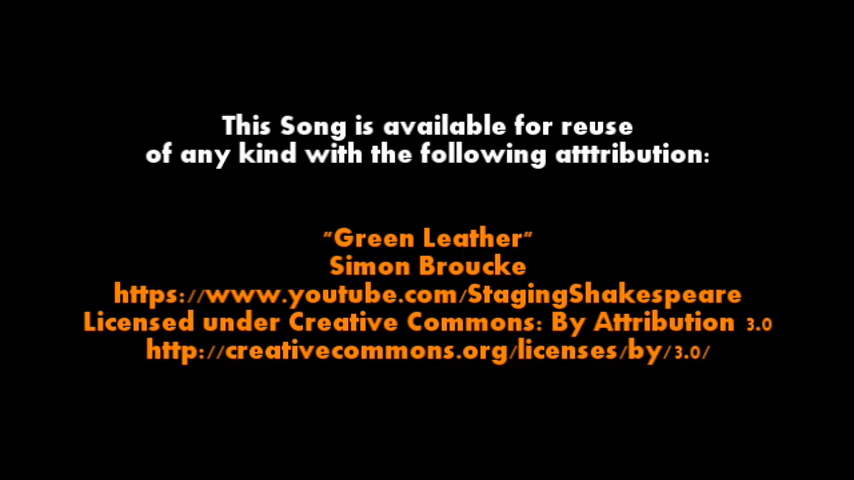 This Song is available for reuse
of any kind with the following atttribution:
"Green Leather"
Simon Broucke
https://www.youtube.com/StagingShakespeare
Licensed under Creative Commons: By Attribution 3.0
http://creativecommons.org/licenses/by/3.0/